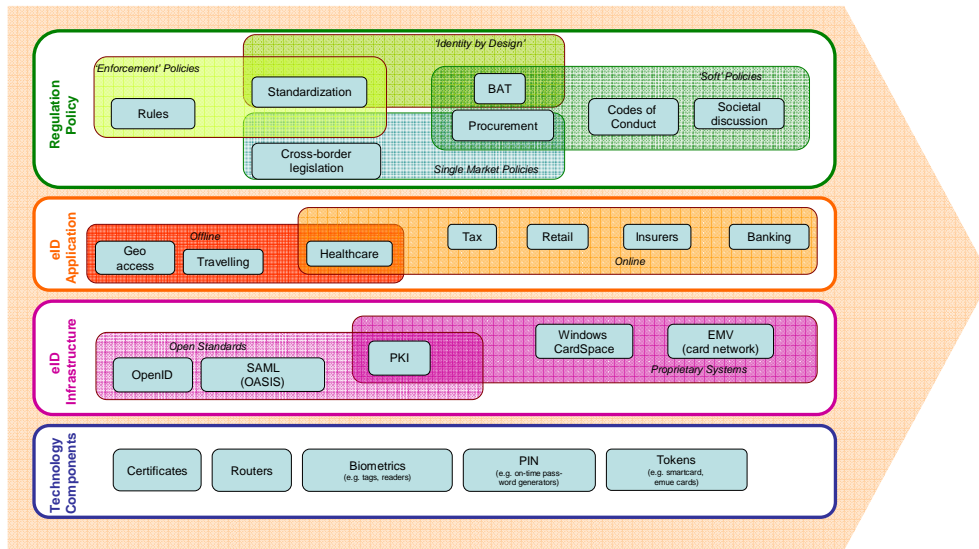 Regulation
Policy
'Identity by Design'
'Enforcement' Policies
'Soft' Policies
Standardization
BAT
Rules
Procurement
Codes of
Conduct
Societal
discussion
Cross-border
legislation
Single Market Policies
eID
Application
Offline
Geo
access
Travelling
Healthcare
Tax
Retail
Insurers
Banking
Online
eID
Infrastructure
Open Standards
OpenID
SAML
(OASIS)
PKI
Windows
CardSpace
EMV
(card network)
Proprietary Systems
Technology
Components
Certificates
Routers
Biometrics
(e.g. tags, readers)
PIN
(e.g. on-time pass-
word generators)
Tokens
(e.g. smartcard,
emue cards)